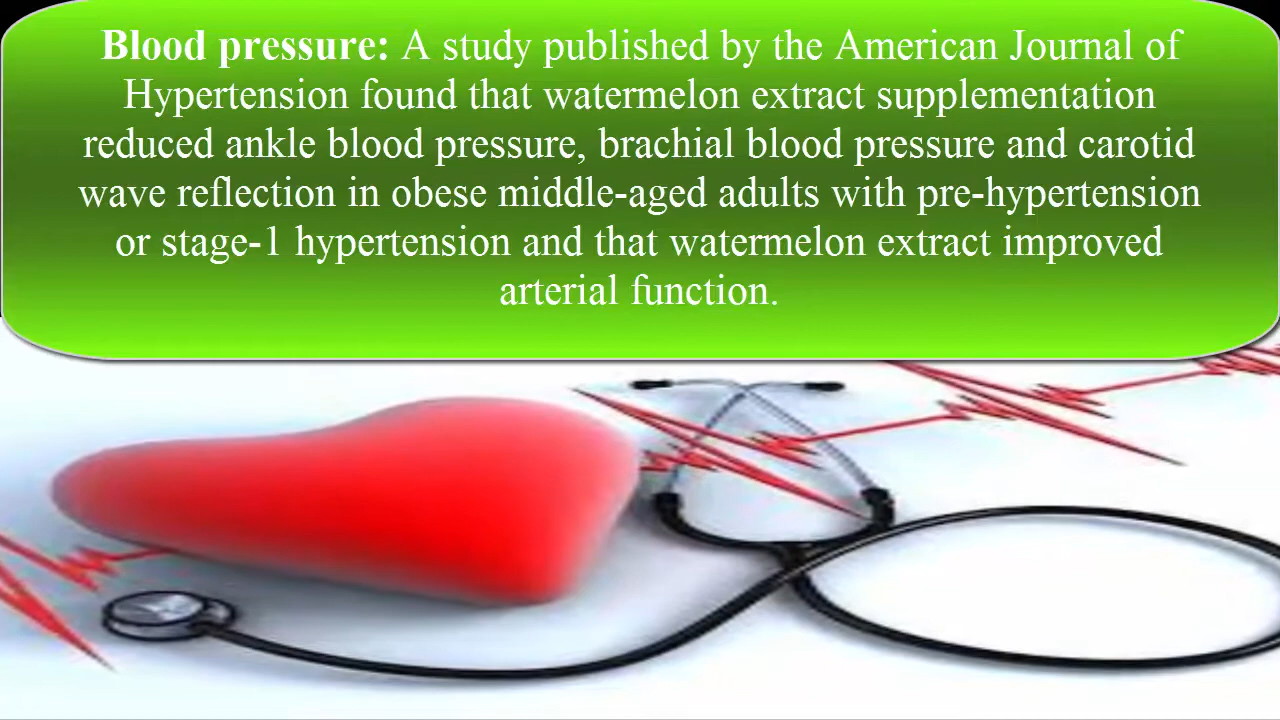 Blood pressure: A study published by the American Journal of
Hypertension found that watermelon extract supplementation
reduced ankle blood pressure, brachial blood pressure and carotid
wave reflection in obese middle-aged adults with pre-hypertension
or stage-1 hypertension and that watermelon extract improved
arterial function.